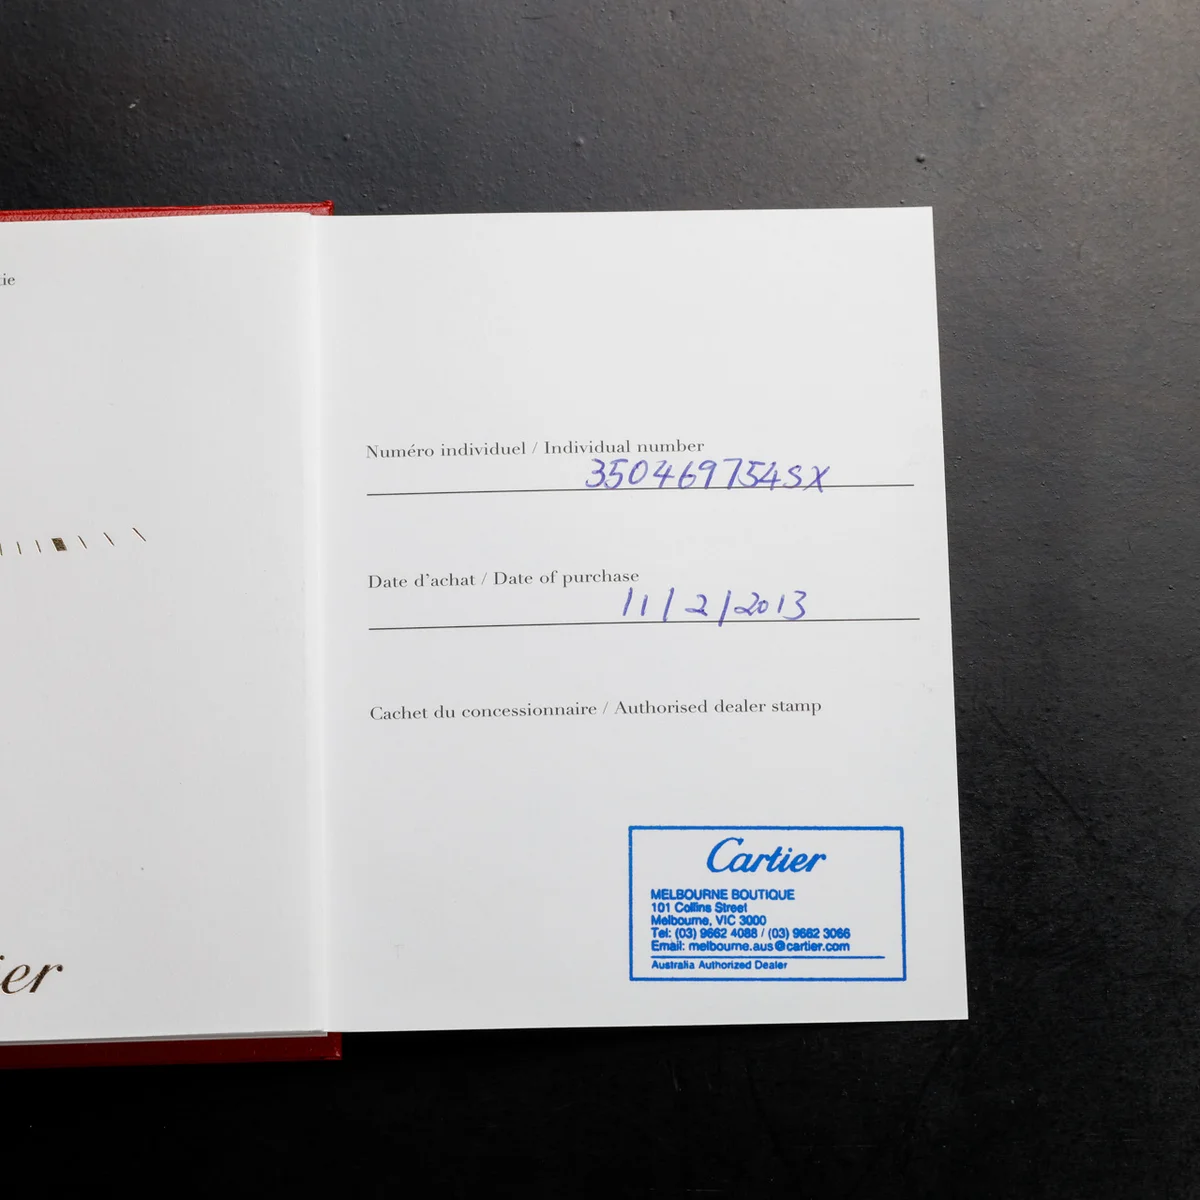 tie
ier
Numéro individuel / Individual number
350469754SX
Date d'achat / Date of purchase
11/2/2013
Cachet du concessionnaire / Authorised dealer stamp
Cartier
MELBOURNE BOUTIQUE
101 Collins Street
Melbourne, VIC 3000
Tel: (03) 9662 4088 / (03) 9662 3066
Email: melbourne.aus@cartier.com
Australia Authorized Dealer